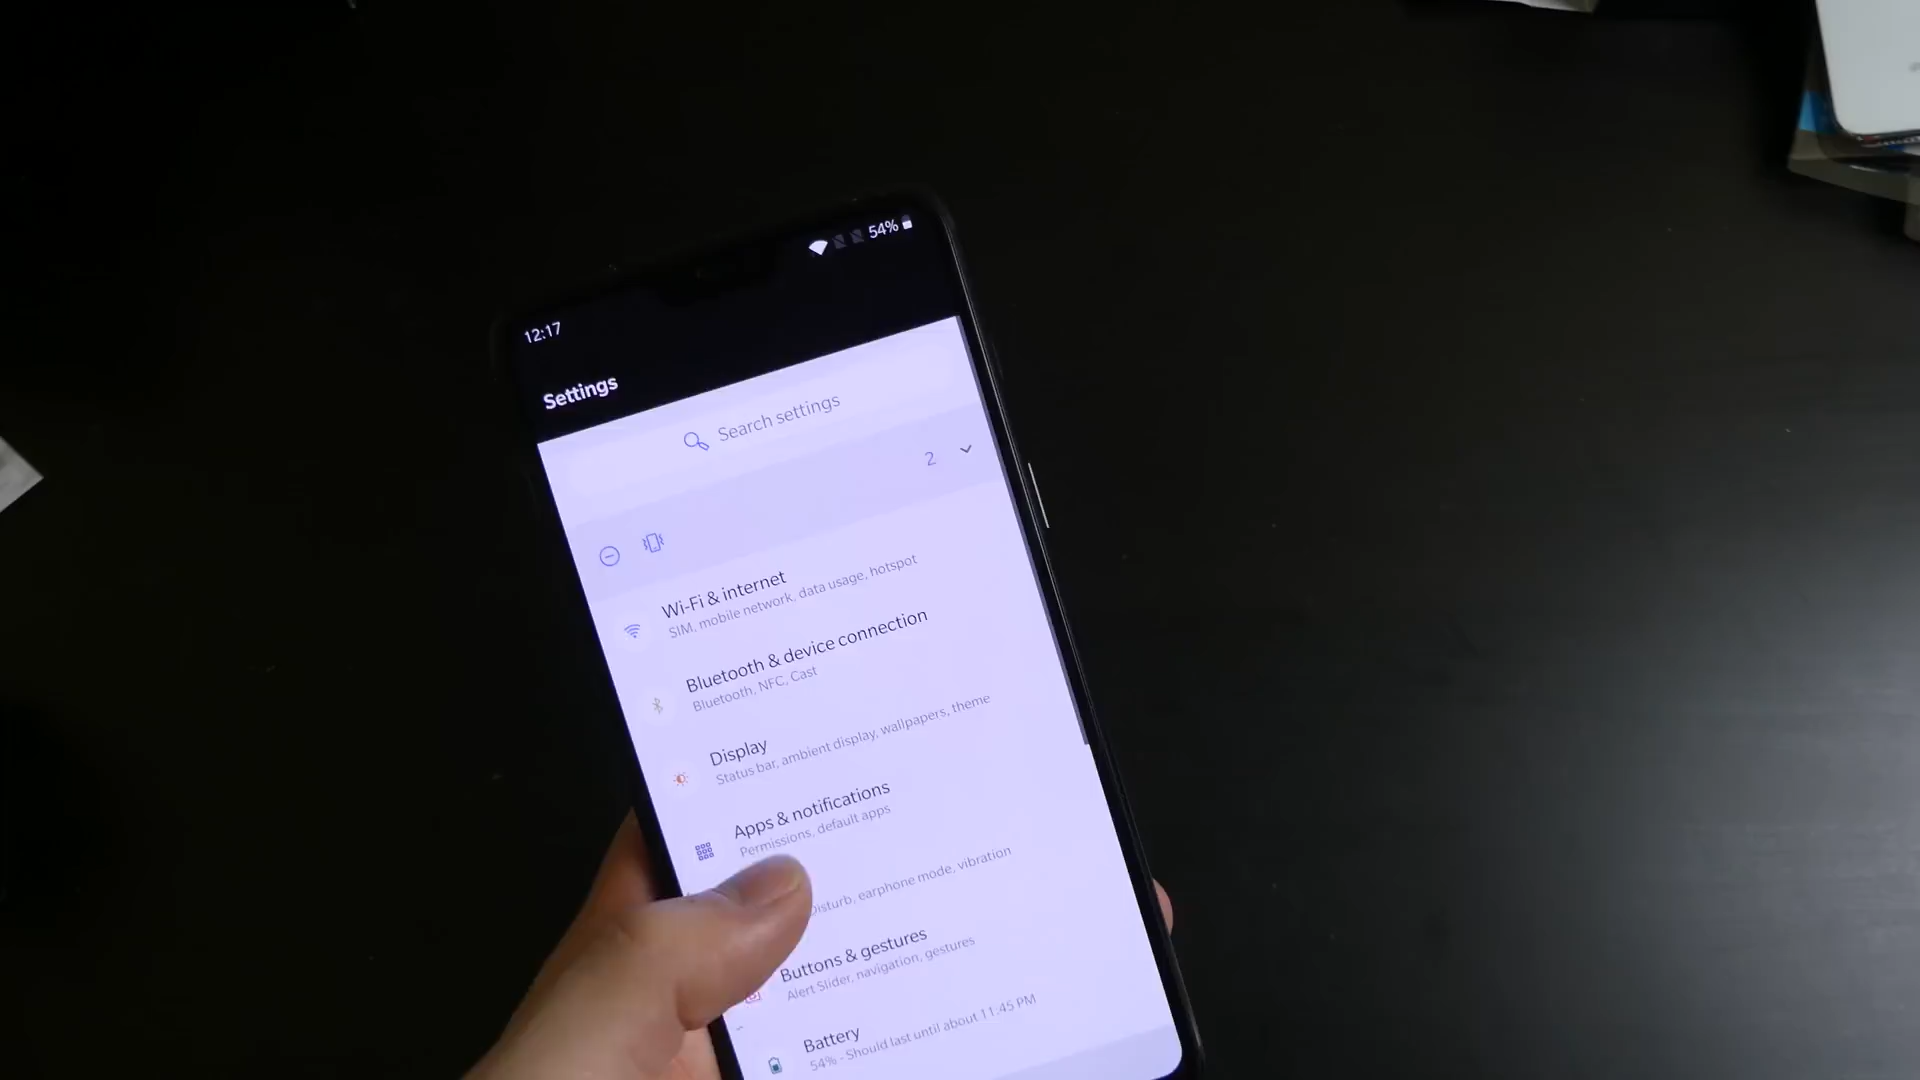 12:17
54%
Settings
Search settings
2
Wi-Fi & internet
SIM, mobile network, data usage, hotspot
Bluetooth & device connection
Bluetooth, NFC, Cast
Display
Status bar, ambient display, wallpapers, theme
Apps & notifications
Permissions, default apps
Disturb, earphone mode, vibration
Buttons & gestures
Alert Slider, navigation, gestures
Battery
54% - Should last until about 11:45 PM